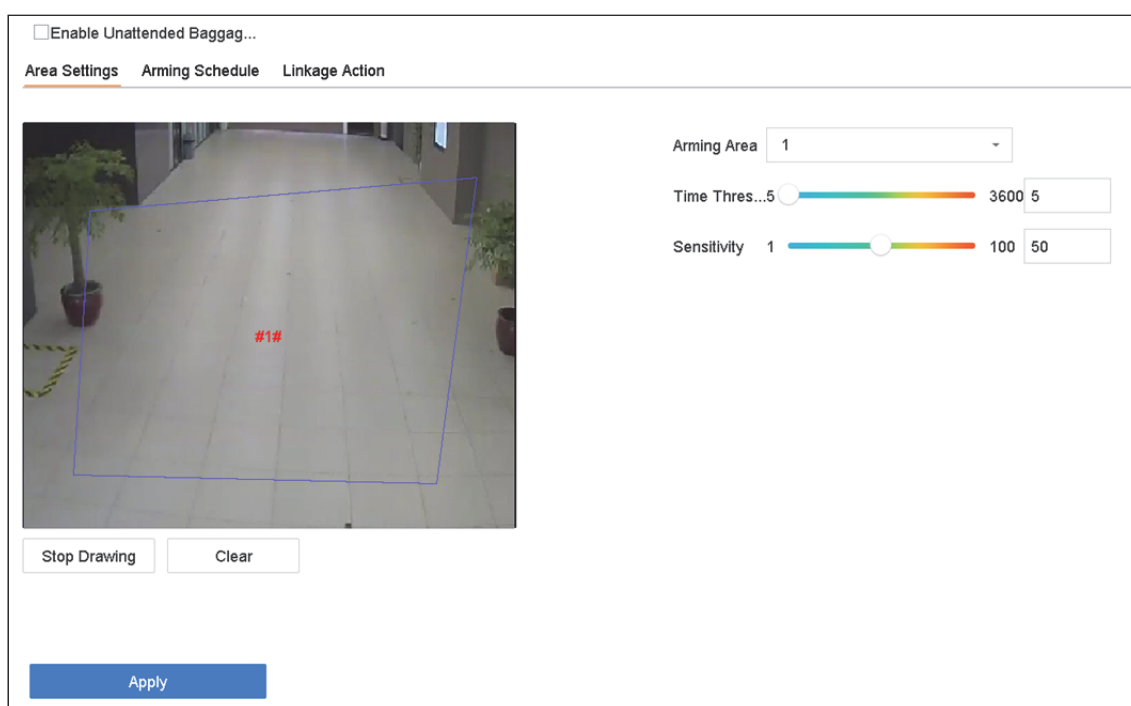 Enable Unattended Baggag...
Area Settings Arming Schedule Linkage Action
Arming Area 1
Time Thres...5 3600 5
Sensitivity 1 100 50
#1#
Stop Drawing Clear
Apply